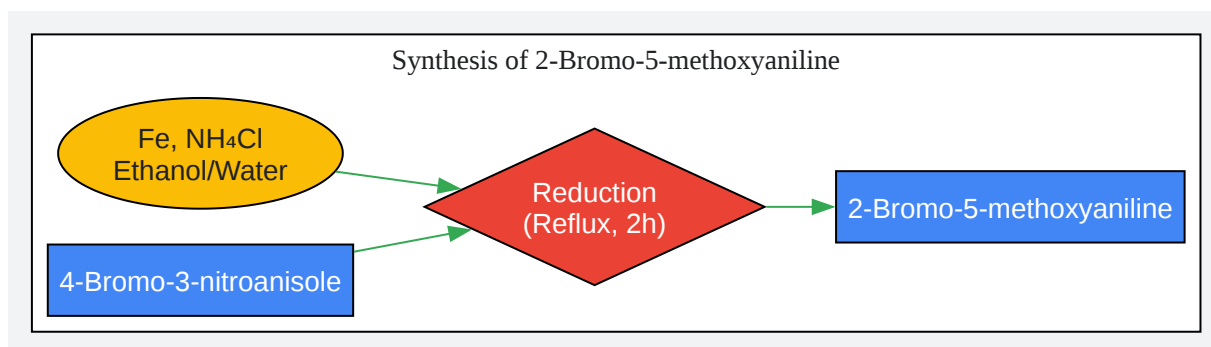 Synthesis of 2-Bromo-5-methoxyaniline
Fe, NH₄Cl
Ethanol/Water
4-Bromo-3-nitroanisole
Reduction
(Reflux, 2h)
2-Bromo-5-methoxyaniline